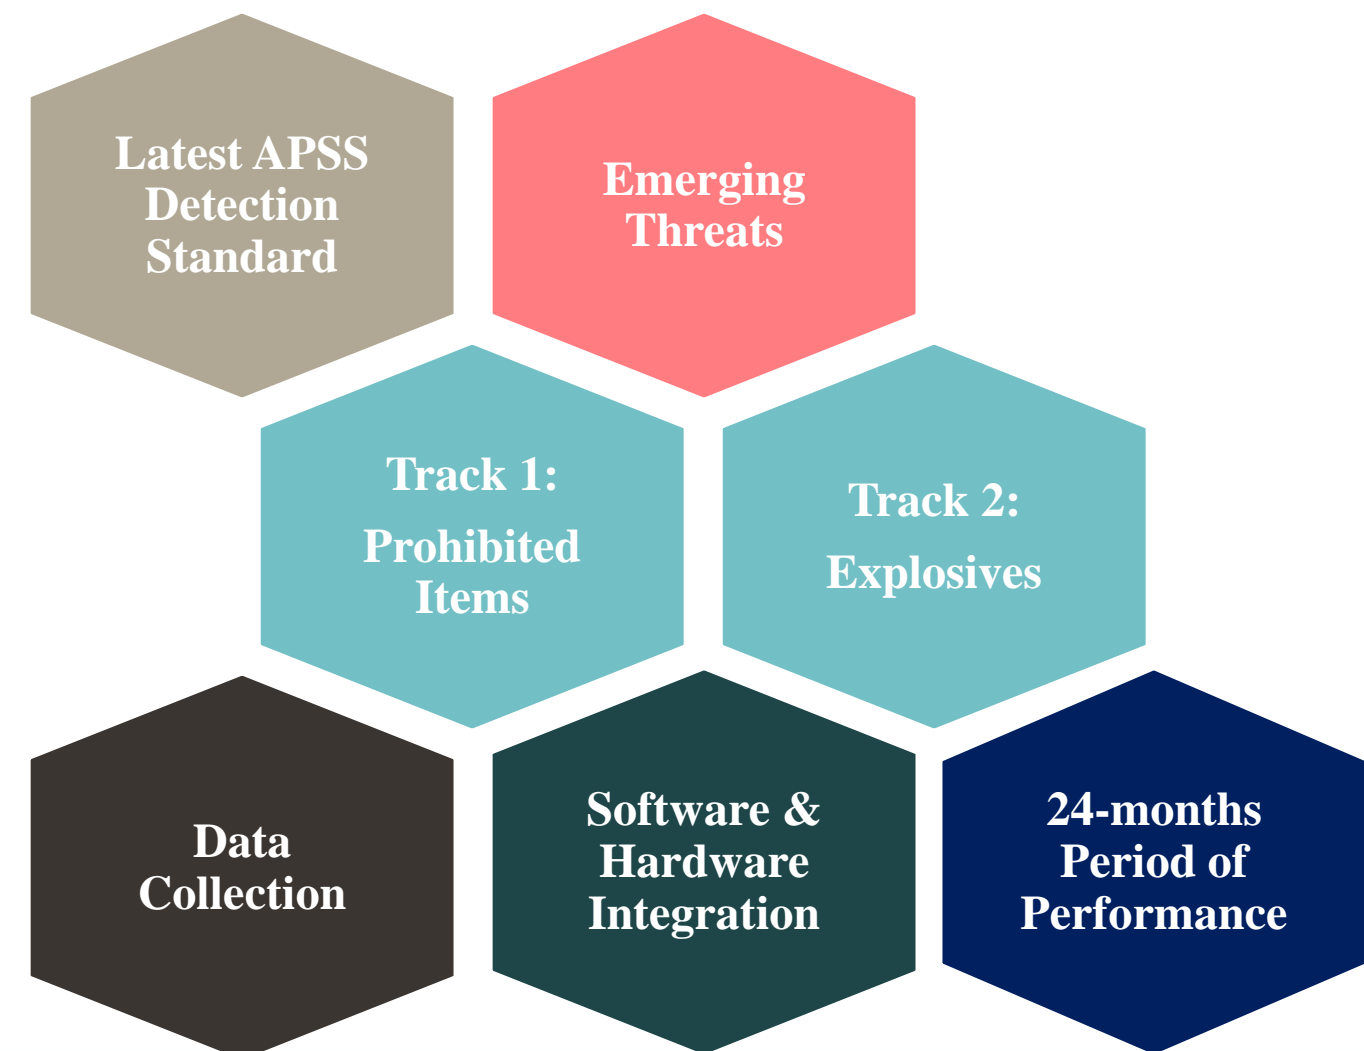 Latest APSS
Detection
Standard
Emerging
Threats
Track 1:
Prohibited
Items
Track 2:
Explosives
Data
Collection
Software &
Hardware
Integration
24-months
Period of
Performance